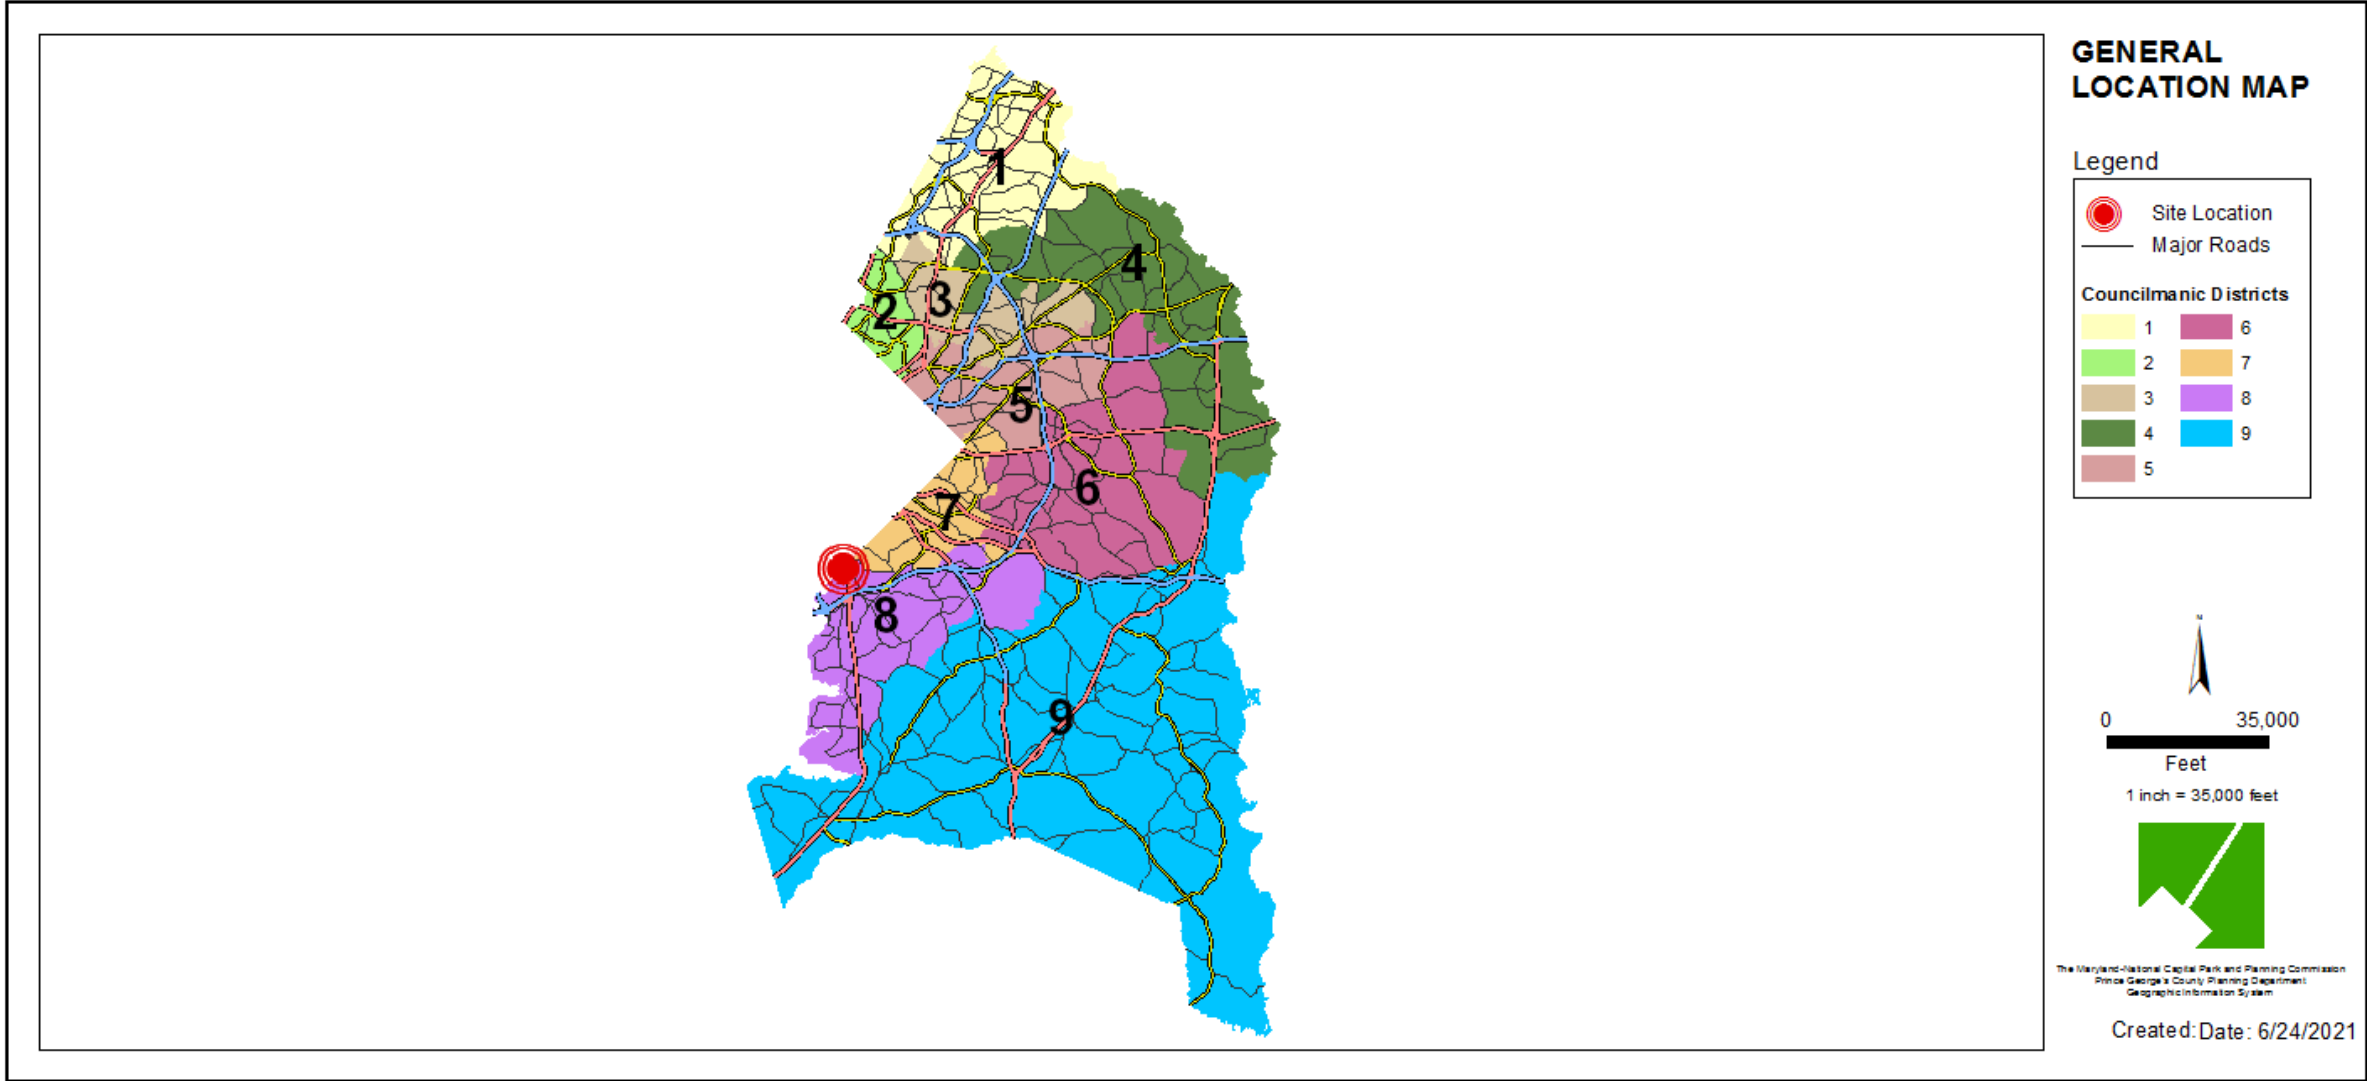 GENERAL
LOCATION MAP
Legend
Site Location
Major Roads
Councilmanic Districts
1 6
2 7
3 8
4 9
5
1
4
3
2
5
6
7
8
9
N
0 35,000
Feet
1 inch = 35,000 feet
The Maryland-National Capital Park and Planning Commission
Prince George's County Planning Department
Geographic Information System
Created: Date: 6/24/2021